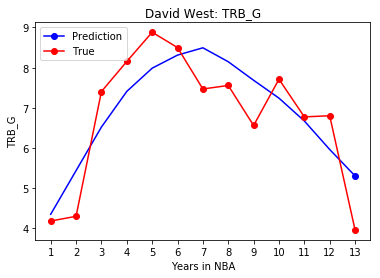 David West: TRB_G
Prediction
True
9
8
7
6
5
4
TRB_G
1 2 3 4 5 6 7 8 9 10 11 12 13
Years in NBA